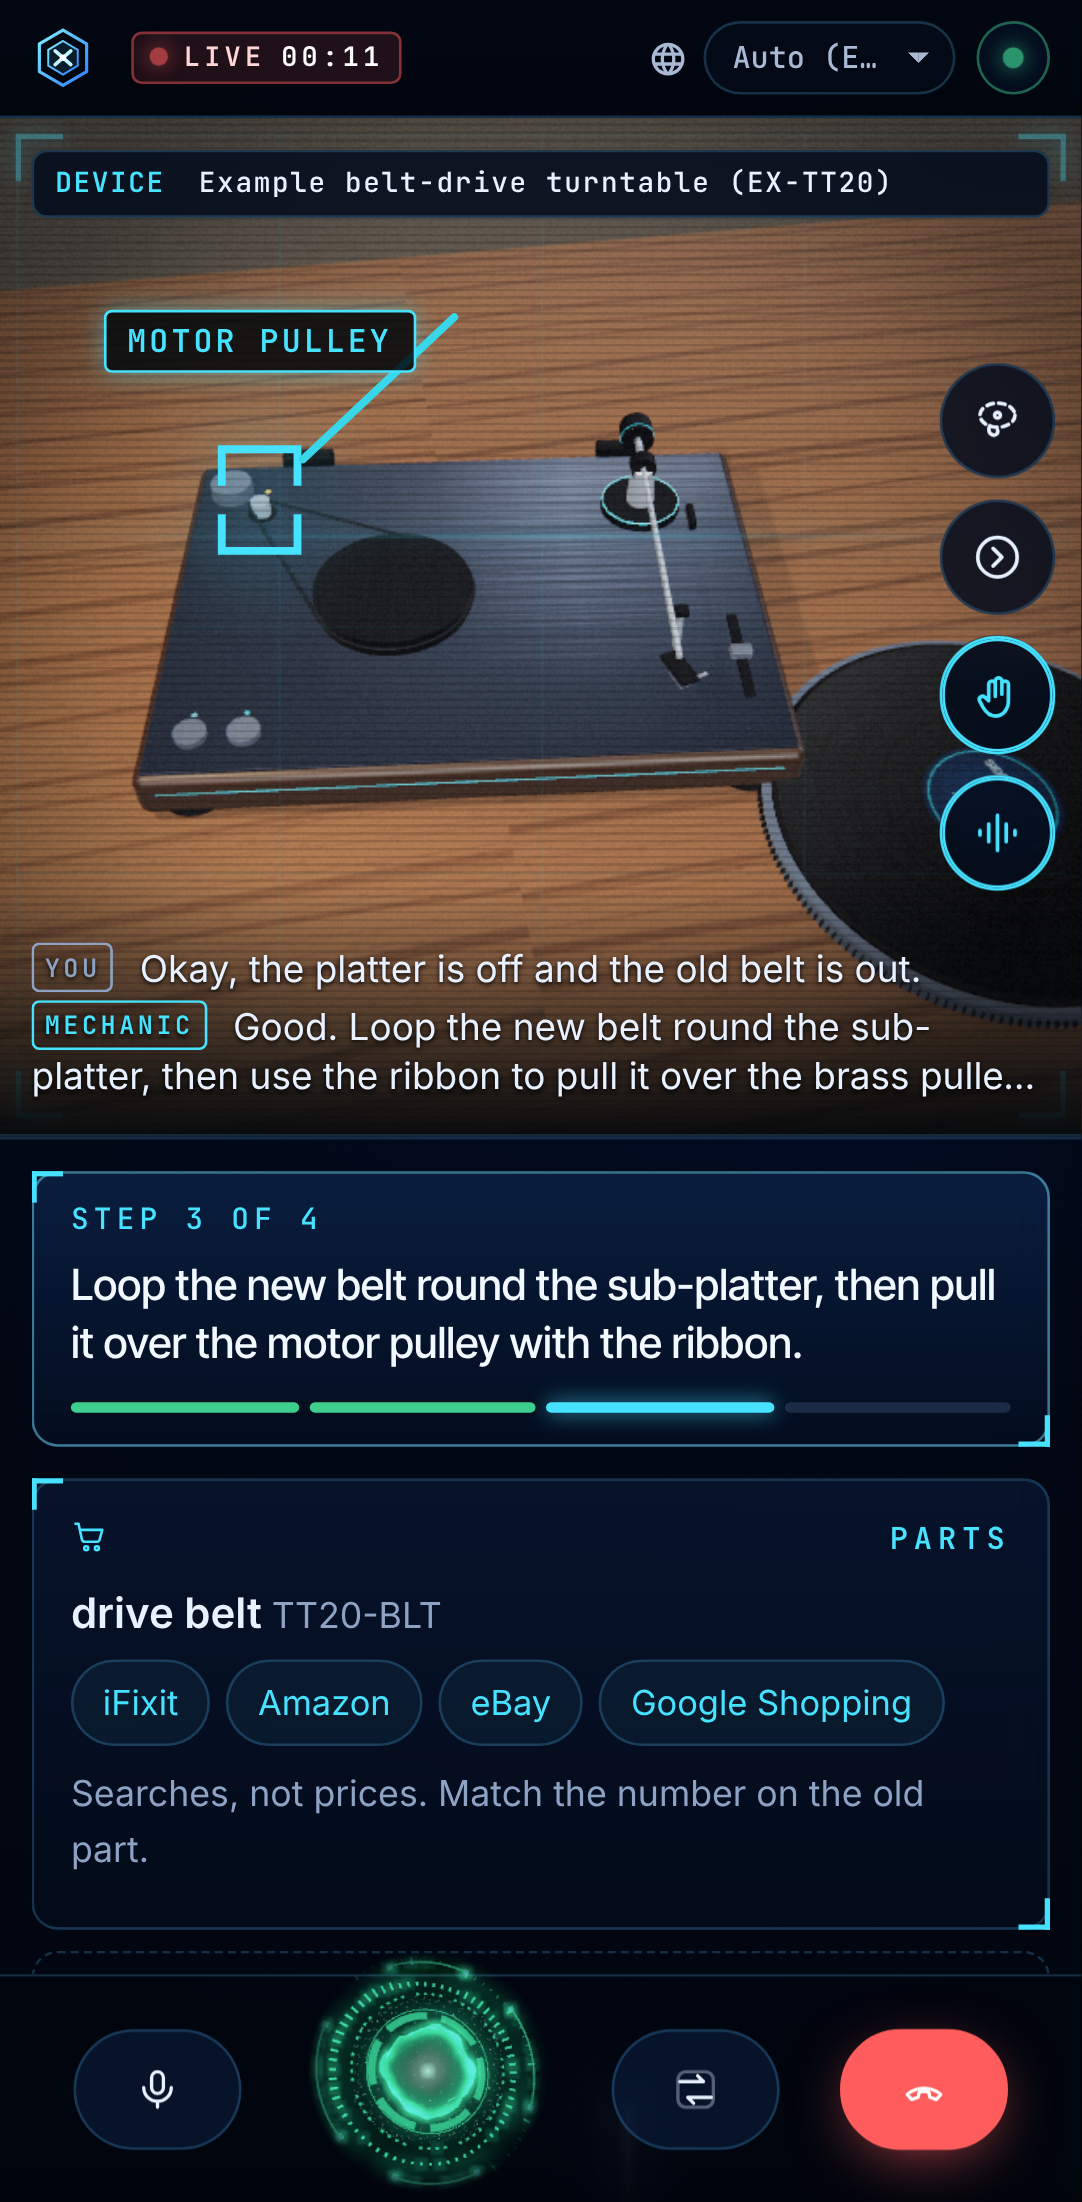 LIVE 00:11
Auto (E…
DEVICE Example belt-drive turntable (EX-TT20)
MOTOR PULLEY
YOU Okay, the platter is off and the old belt is out.
MECHANIC Good. Loop the new belt round the sub-
platter, then use the ribbon to pull it over the brass pulle…
STEP 3 OF 4
Loop the new belt round the sub-platter, then pull
it over the motor pulley with the ribbon.
PARTS
drive belt TT20-BLT
iFixit Amazon eBay Google Shopping
Searches, not prices. Match the number on the old
part.